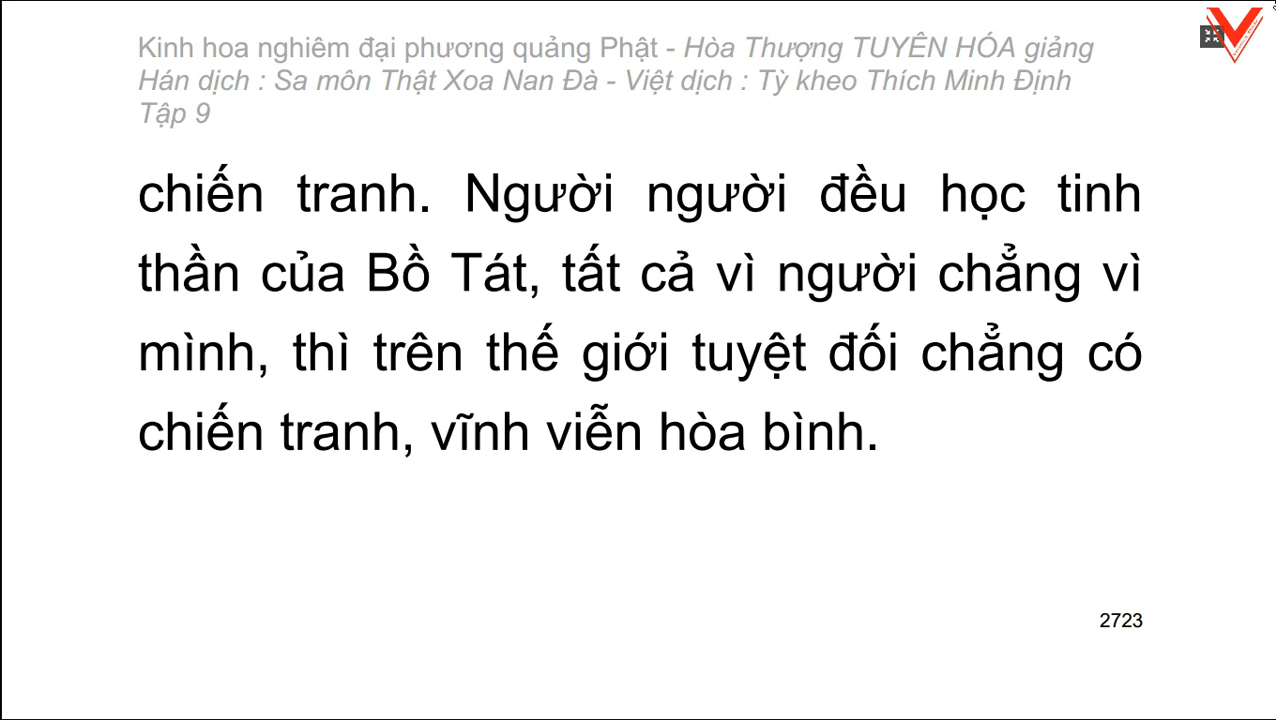 Kinh hoa nghiêm đại phương quảng Phật - Hòa Thượng TUYÊN HÓA giảng
Hán dịch : Sa môn Thật Xoa Nan Đà - Việt dịch : Tỳ kheo Thích Minh Định
Tập 9
chiến tranh. Người người đều học tinh
thần của Bồ Tát, tất cả vì người chẳng vì
mình, thì trên thế giới tuyệt đối chẳng có
chiến tranh, vĩnh viễn hòa bình.
2723